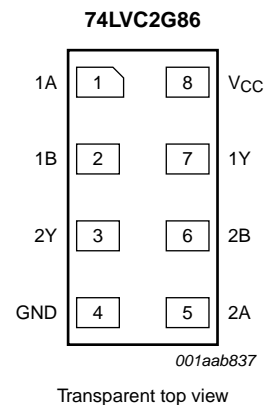 74LVC2G86
1A 1 8 VCC
1B 2 7 1Y
2Y 3 6 2B
GND 4 5 2A
001aab837
Transparent top view